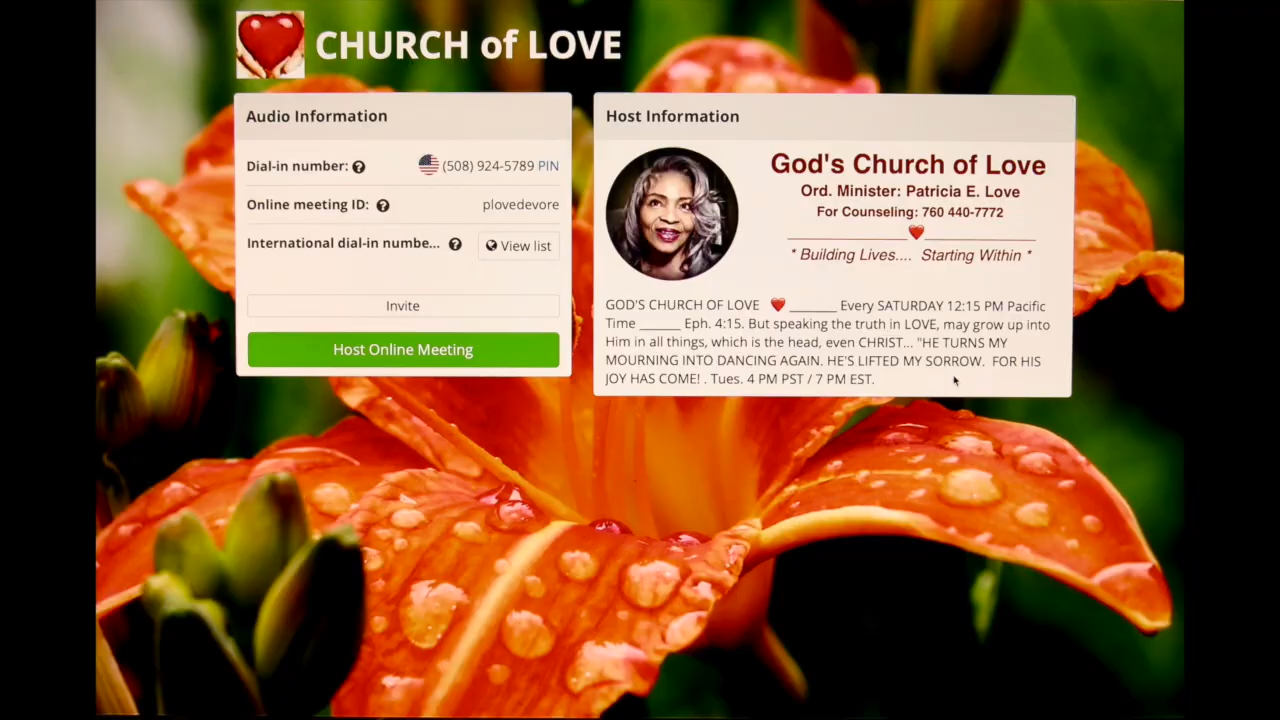 CHURCH of LOVE
Audio Information
Dial-in number: (508) 924-5789 PIN
Online meeting ID: plovedevore
International dial-in numbe... View list
Invite
Host Online Meeting
Host Information
God's Church of Love
Ord. Minister: Patricia E. Love
For Counseling: 760 440-7772
* Building Lives.... Starting Within *
GOD'S CHURCH OF LOVE ❤️ _______ Every SATURDAY 12:15 PM Pacific
Time ______ Eph. 4:15. But speaking the truth in LOVE, may grow up into
Him in all things, which is the head, even CHRIST... "HE TURNS MY
MOURNING INTO DANCING AGAIN. HE'S LIFTED MY SORROW. FOR HIS
JOY HAS COME! . Tues. 4 PM PST / 7 PM EST.